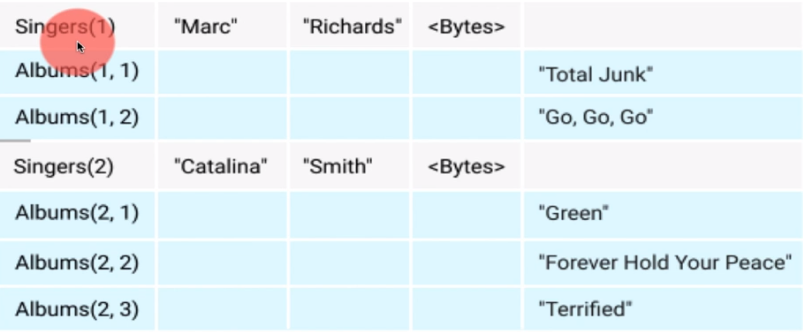 Singers(1) "Marc" "Richards" <Bytes>
Albums(1, 1) "Total Junk"
Albums(1, 2) "Go, Go, Go"
Singers(2) "Catalina" "Smith" <Bytes>
Albums(2, 1) "Green"
Albums(2, 2) "Forever Hold Your Peace"
Albums(2, 3) "Terrified"